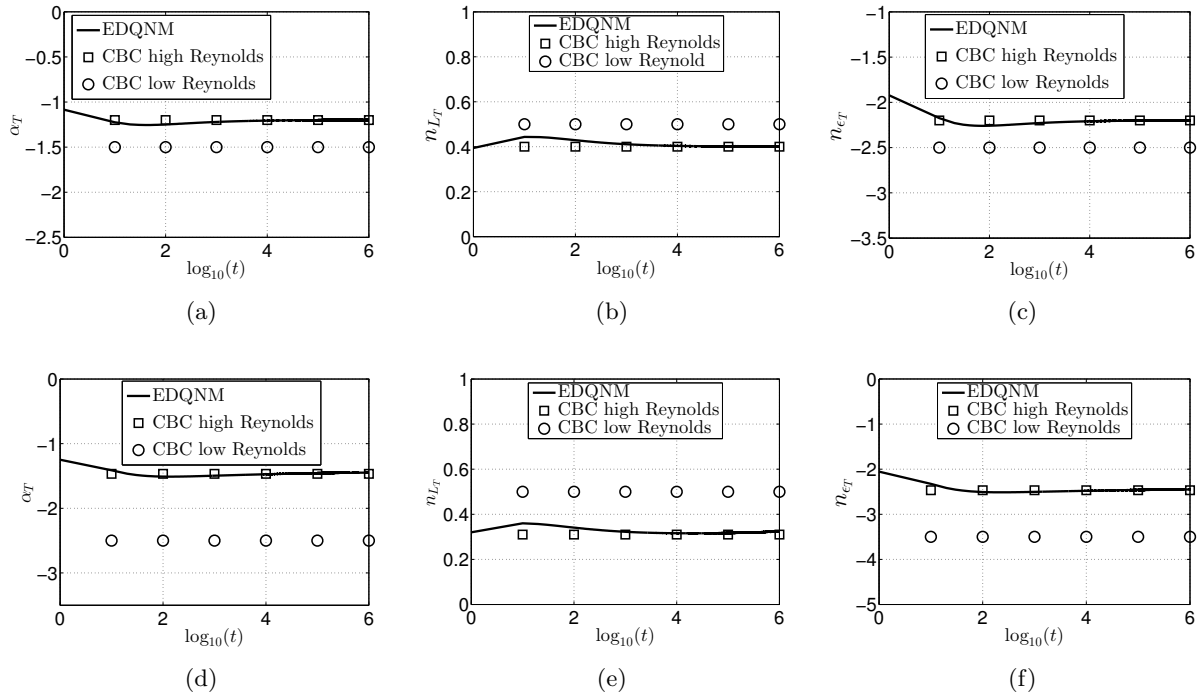 0
−0.5
−1
−1.5
−2
−2.5
0 2 4 6
α_T
log₁₀(t)
EDQNM
CBC high Reynolds
CBC low Reynolds
(a)
1
0.8
0.6
0.4
0.2
0
0 2 4 6
n_{L_T}
log₁₀(t)
EDQNM
CBC high Reynolds
CBC low Reynold
(b)
−1
−1.5
−2
−2.5
−3
−3.5
0 2 4 6
n_{ϵ_T}
log₁₀(t)
EDQNM
CBC high Reynolds
CBC low Reynolds
(c)
0
−1
−2
−3
0 2 4 6
α_T
log₁₀(t)
EDQNM
CBC high Reynolds
CBC low Reynolds
(d)
1
0.8
0.6
0.4
0.2
0
0 2 4 6
n_{L_T}
log₁₀(t)
EDQNM
CBC high Reynolds
CBC low Reynolds
(e)
0
−1
−2
−3
−4
−5
0 2 4 6
n_{ϵ_T}
log₁₀(t)
EDQNM
CBC high Reynolds
CBC low Reynolds
(f)